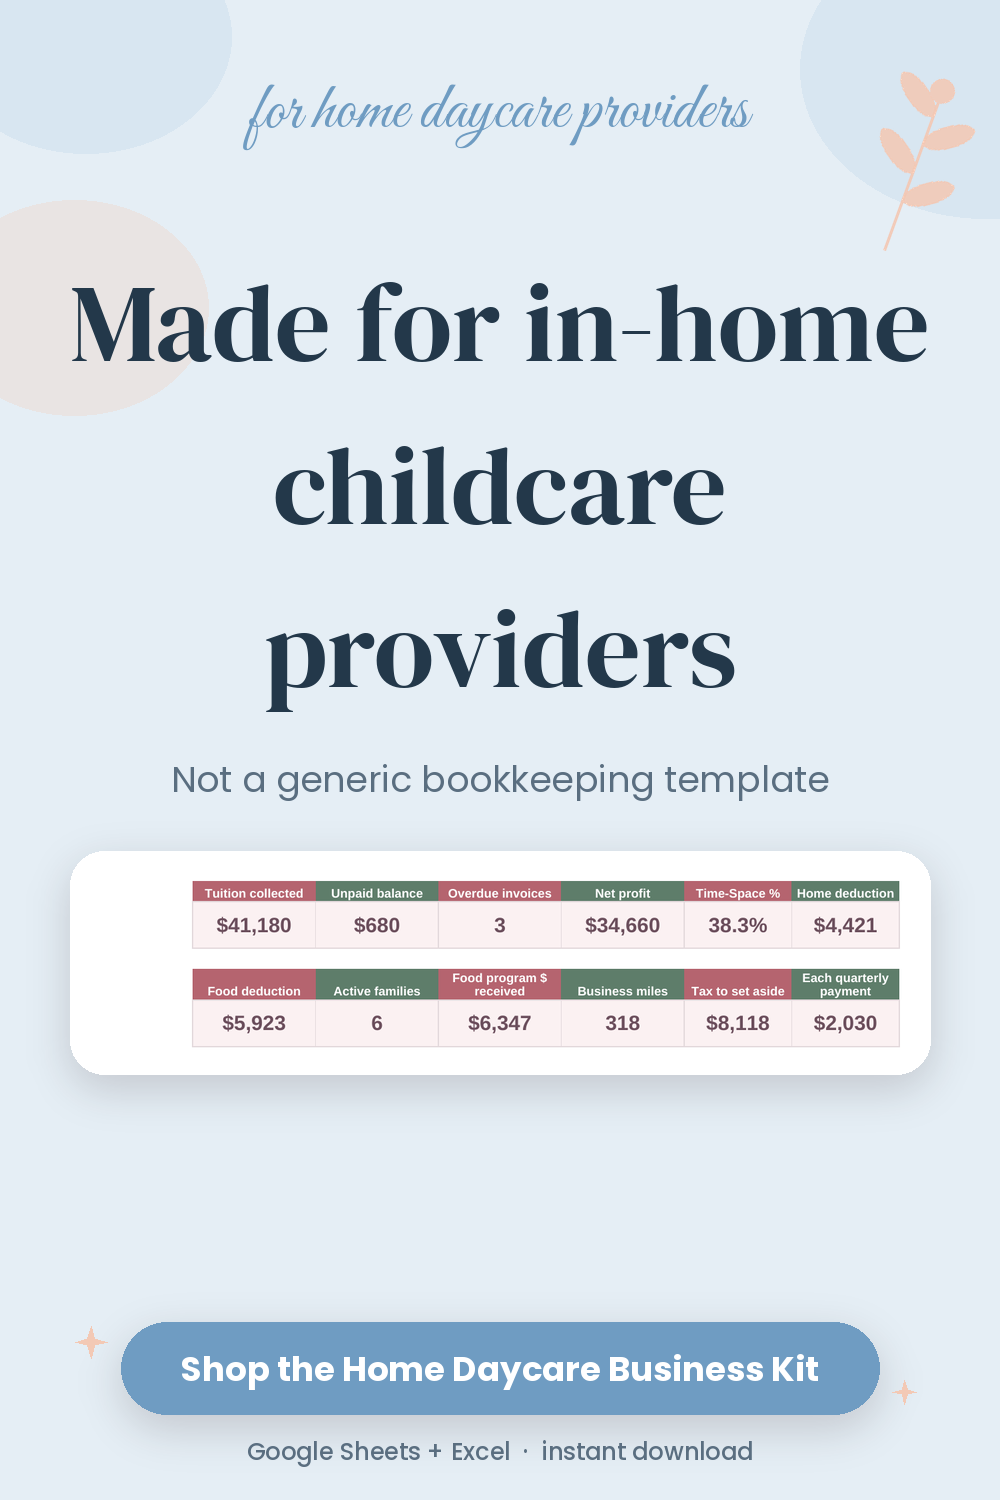 for home daycare providers
Made for in-home
childcare
providers
Not a generic bookkeeping template
Tuition collected Unpaid balance Overdue invoices Net profit Time-Space % Home deduction
$41,180 $680 3 $34,660 38.3% $4,421
Food deduction Active families Food program $ received Business miles Tax to set aside Each quarterly payment
$5,923 6 $6,347 318 $8,118 $2,030
Shop the Home Daycare Business Kit
Google Sheets + Excel · instant download